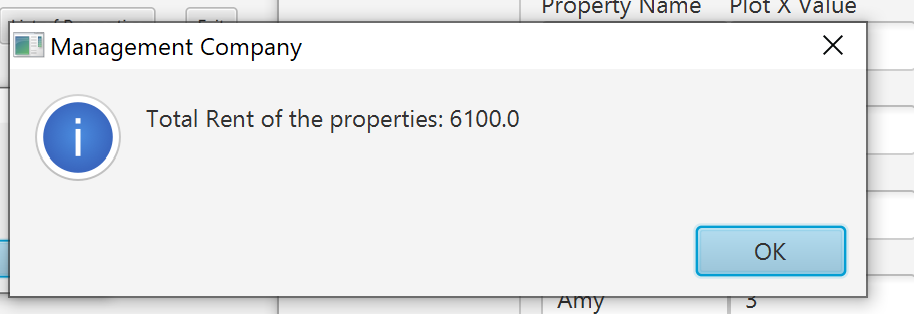 Property Name Plot X Value
Management Company
Total Rent of the properties: 6100.0
OK
Amy 3